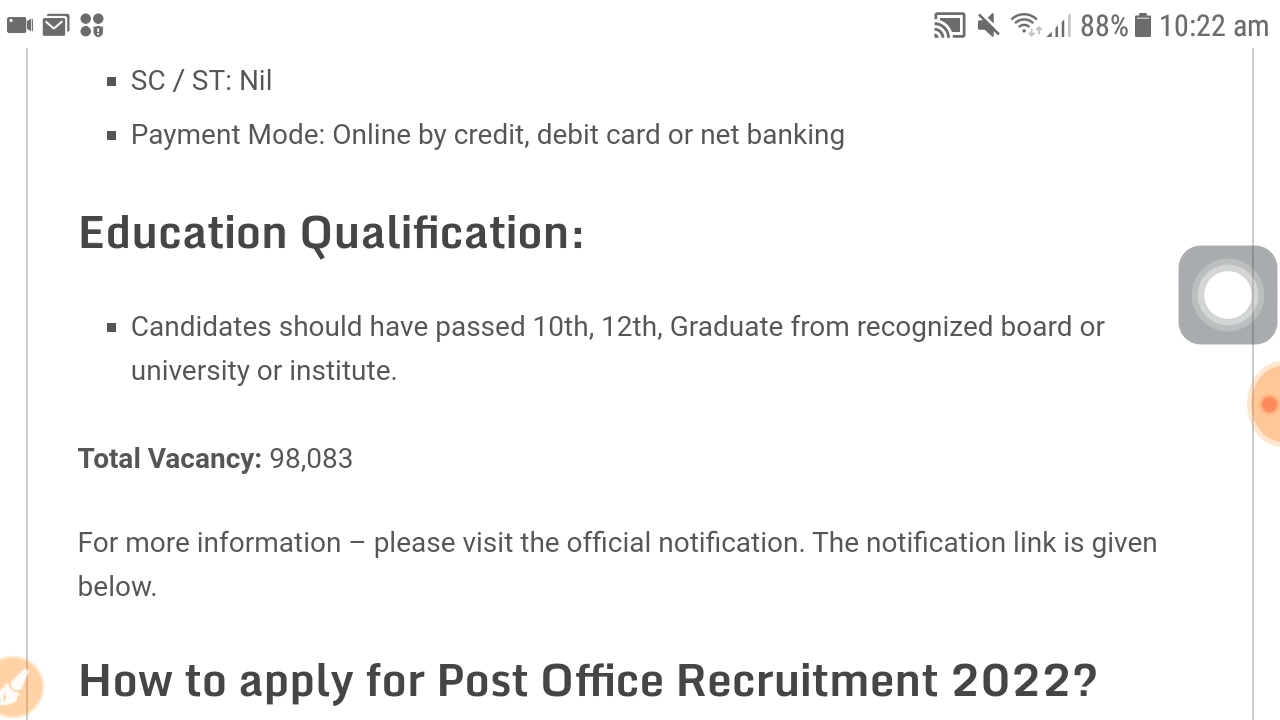 88% 10:22 am
SC / ST: Nil
Payment Mode: Online by credit, debit card or net banking
Education Qualification:
Candidates should have passed 10th, 12th, Graduate from recognized board or
university or institute.
Total Vacancy: 98,083
For more information – please visit the official notification. The notification link is given
below.
How to apply for Post Office Recruitment 2022?